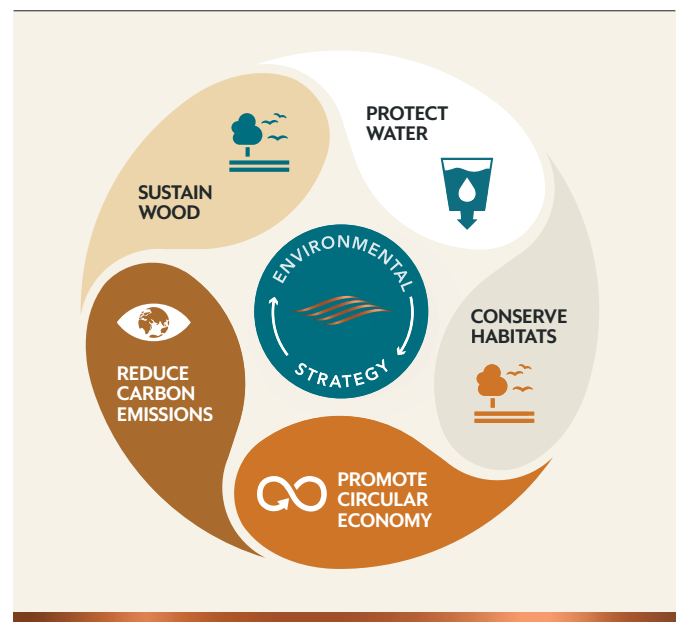 PROTECT
WATER
SUSTAIN
WOOD
ENVIRONMENTAL
STRATEGY
CONSERVE
HABITATS
REDUCE
CARBON
EMISSIONS
PROMOTE
CIRCULAR
ECONOMY